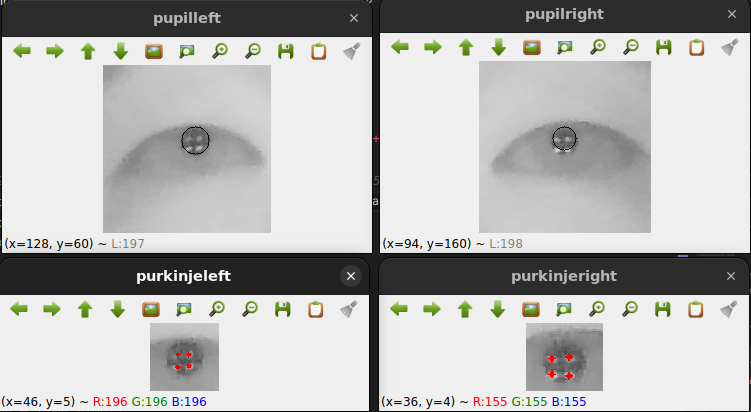 pupilleft
×
pupilright
×
(x=128, y=60) ~ L:197
(x=94, y=160) ~ L:198
purkinjeleft
×
purkinjeright
×
(x=46, y=5) ~ R:196 G:196 B:196
(x=36, y=4) ~ R:155 G:155 B:155